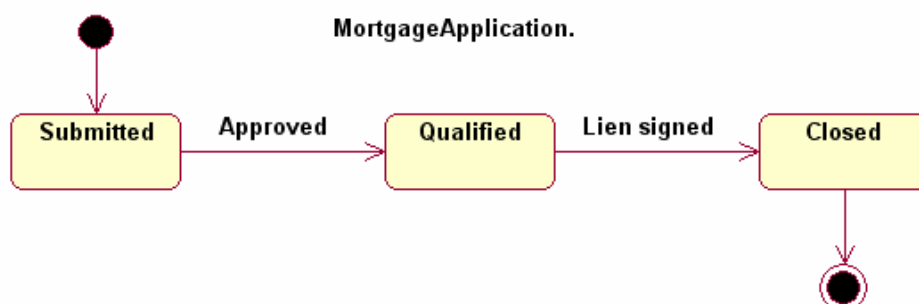 MortgageApplication.
Submitted
Approved
Qualified
Lien signed
Closed